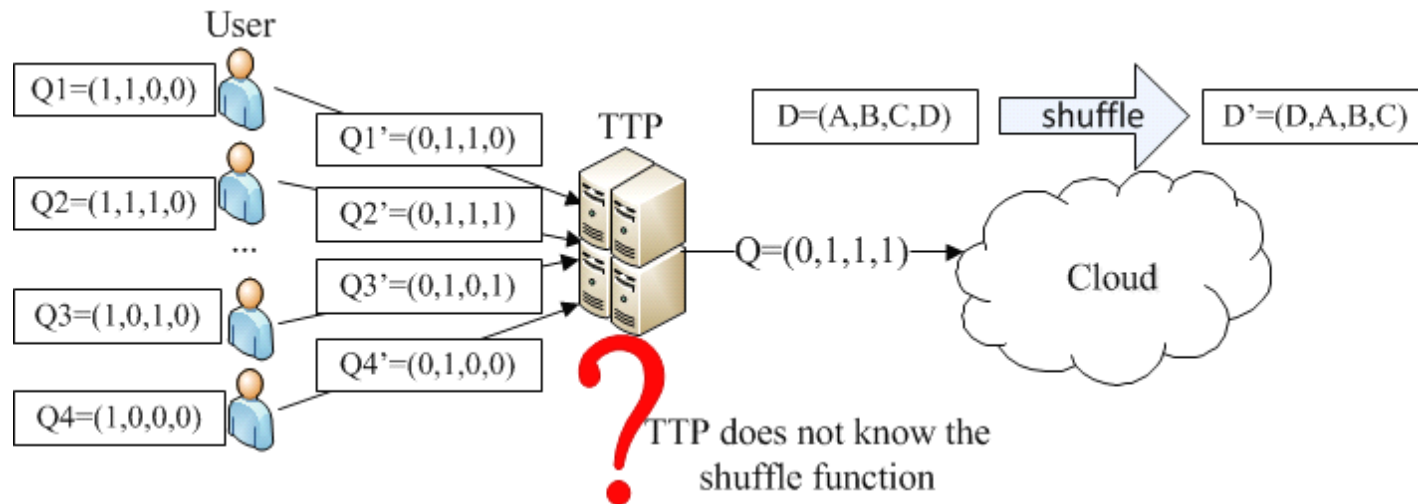 User
Q1=(1,1,0,0)
Q1’=(0,1,1,0)
TTP
D=(A,B,C,D)
shuffle
D’=(D,A,B,C)
Q2=(1,1,1,0)
Q2’=(0,1,1,1)
...
Q=(0,1,1,1)
Cloud
Q3=(1,0,1,0)
Q3’=(0,1,0,1)
Q4’=(0,1,0,0)
Q4=(1,0,0,0)
?
TTP does not know the
shuffle function